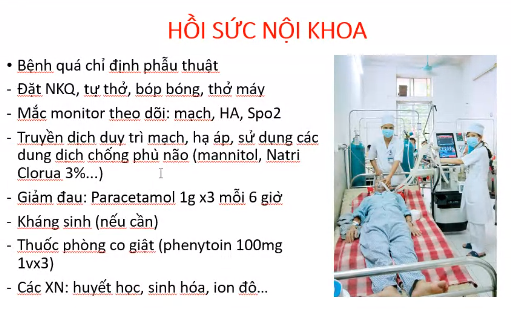 HỒI SỨC NỘI KHOA
• Bệnh quá chỉ định phẫu thuật
- Đặt NKQ, tự thở, bóp bóng, thở máy
- Mắc monitor theo dõi: mạch, HA, Spo2
- Truyền dịch duy trì mạch, hạ áp, sử dụng các
dung dịch chống phù não (mannitol, Natri
Clorua 3%...)
- Giảm đau: Paracetamol 1g x3 mỗi 6 giờ
- Kháng sinh (nếu cần)
- Thuốc phòng co giật (phenytoin 100mg
1vx3)
- Các XN: huyết học, sinh hóa, ion đồ...